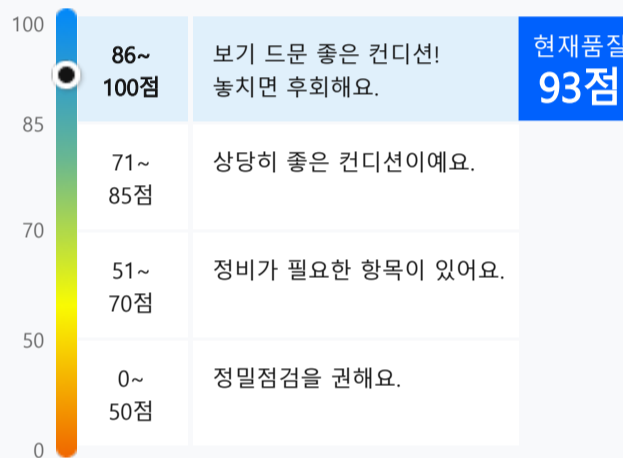 100
86~
100점
보기 드문 좋은 컨디션!
놓치면 후회해요.
현재품질
93점
85
71~
85점
상당히 좋은 컨디션이예요.
70
51~
70점
정비가 필요한 항목이 있어요.
50
0~
50점
정밀점검을 권해요.
0